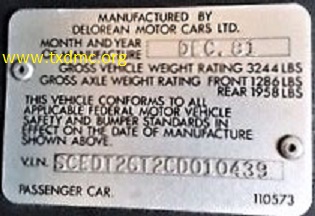 MANUFACTURED BY
DELOREAN MOTOR CARS LTD.
MONTH AND YEAR
OF MANUFACTURE DEC. 81
www.txdmc.org
GROSS VEHICLE WEIGHT RATING 3244 LBS
GROSS AXLE WEIGHT RATING FRONT 1286 LBS
REAR 1958 LBS
THIS VEHICLE CONFORMS TO ALL
APPLICABLE FEDERAL MOTOR VEHICLE
SAFETY AND BUMPER STANDARDS IN
EFFECT ON THE DATE OF MANUFACTURE
SHOWN ABOVE.
V.I.N. SCEDT26T2CD010439
PASSENGER CAR. 110573